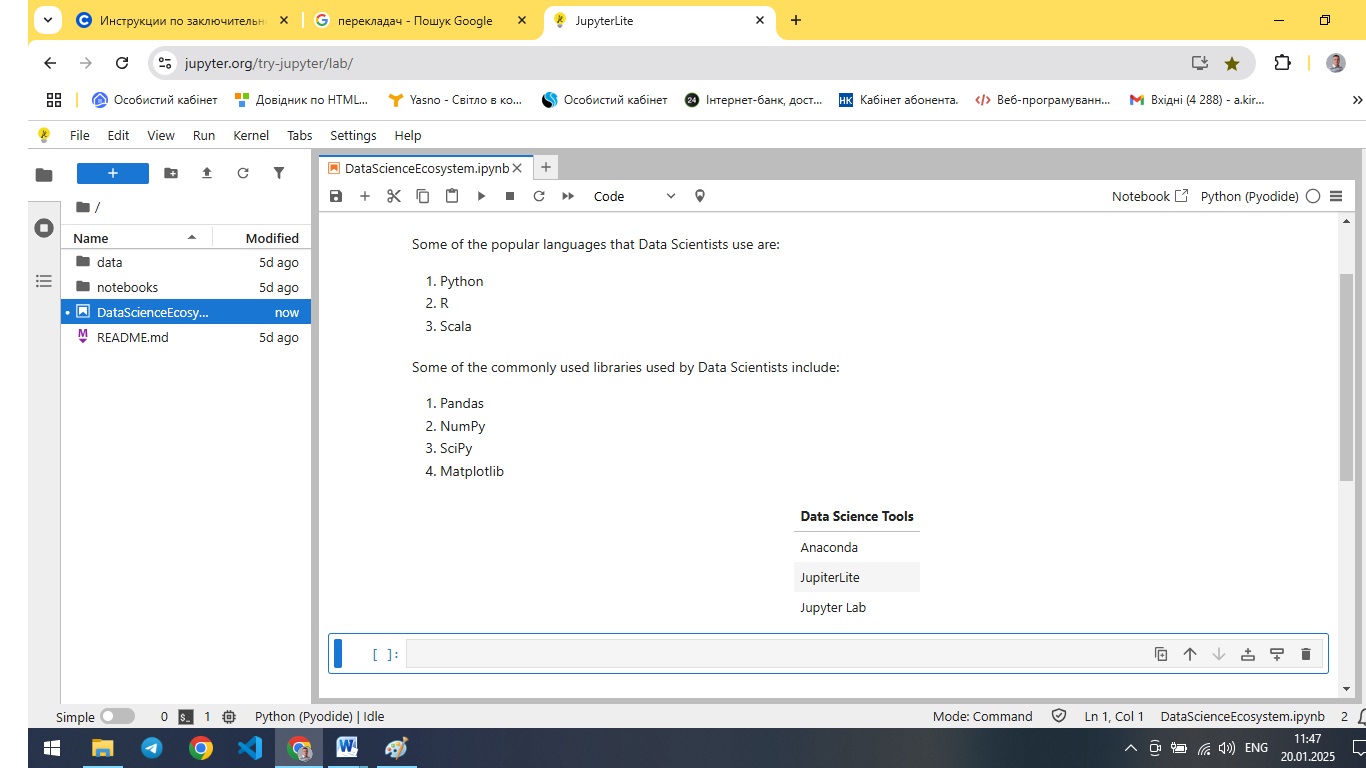 Инструкции по заключительн
перекладач - Пошук Google
JupyterLite
jupyter.org/try-jupyter/lab/
Особистий кабінет
Довідник по HTML...
Yasno - Світло в ко...
Особистий кабінет
24
Інтернет-банк, дост...
НК
Кабінет абонента.
Веб-програмуванн...
Вхідні (4 288) - a.kir...
File Edit View Run Kernel Tabs Settings Help
DataScienceEcosystem.ipynb
Code
Notebook
Python (Pyodide)
/
Name Modified
data 5d ago
notebooks 5d ago
DataScienceEcosy... now
README.md 5d ago
Some of the popular languages that Data Scientists use are:
1. Python
2. R
3. Scala
Some of the commonly used libraries used by Data Scientists include:
1. Pandas
2. NumPy
3. SciPy
4. Matplotlib
Data Science Tools
Anaconda
JupiterLite
Jupyter Lab
[ ]:
Simple 0 $_ 1 Python (Pyodide) | Idle Mode: Command Ln 1, Col 1 DataScienceEcosystem.ipynb 2
ENG
11:47
20.01.2025